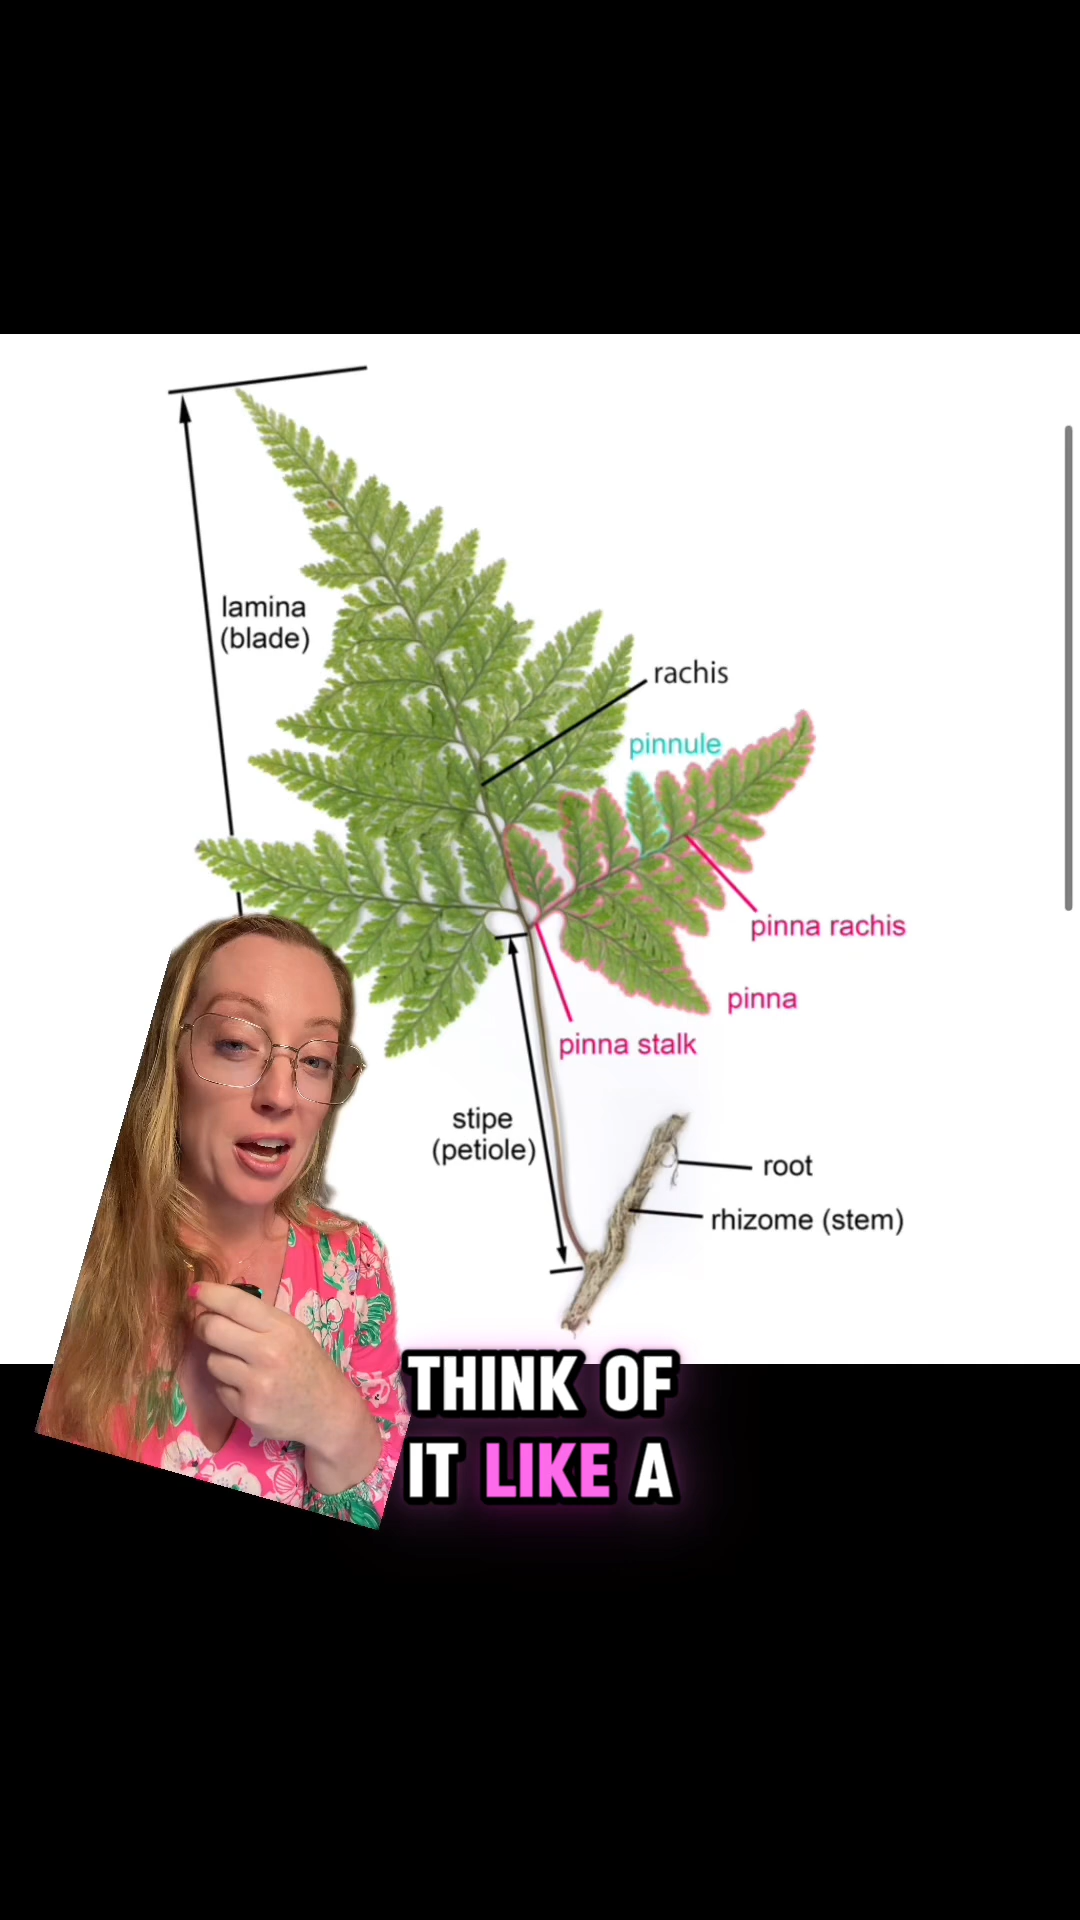 lamina
(blade)
rachis
pinnule
pinna rachis
pinna
pinna stalk
stipe
(petiole)
root
rhizome (stem)
THINK OF
IT LIKE A